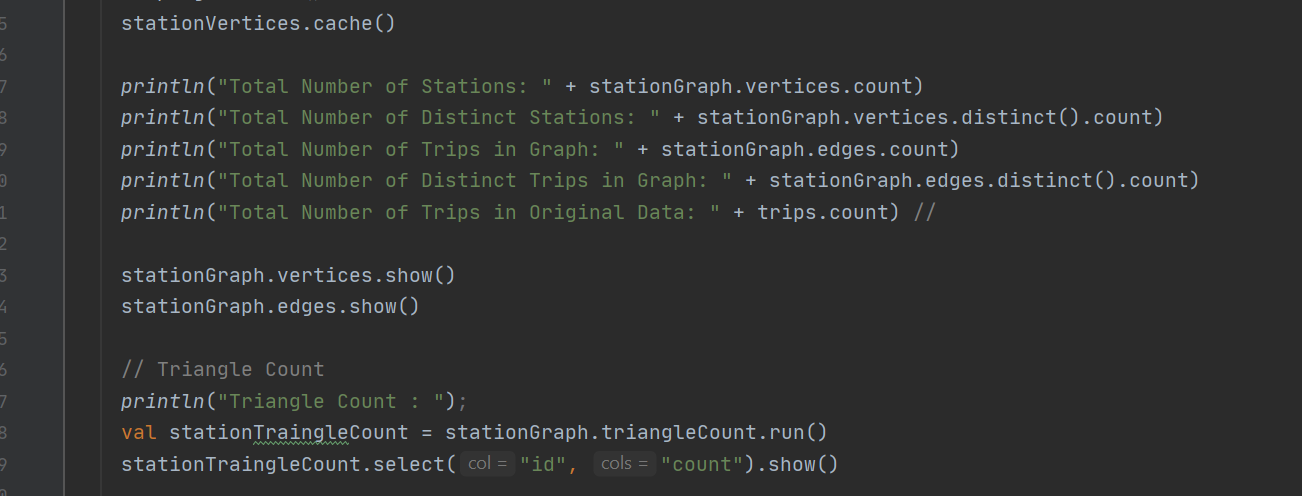 5 stationVertices.cache()
6
7 println("Total Number of Stations: " + stationGraph.vertices.count)
8 println("Total Number of Distinct Stations: " + stationGraph.vertices.distinct().count)
9 println("Total Number of Trips in Graph: " + stationGraph.edges.count)
0 println("Total Number of Distinct Trips in Graph: " + stationGraph.edges.distinct().count)
1 println("Total Number of Trips in Original Data: " + trips.count) //
2
3 stationGraph.vertices.show()
4 stationGraph.edges.show()
5
6 // Triangle Count
7 println("Triangle Count : ");
8 val stationTraingleCount = stationGraph.triangleCount.run()
9 stationTraingleCount.select( col = "id", cols = "count").show()